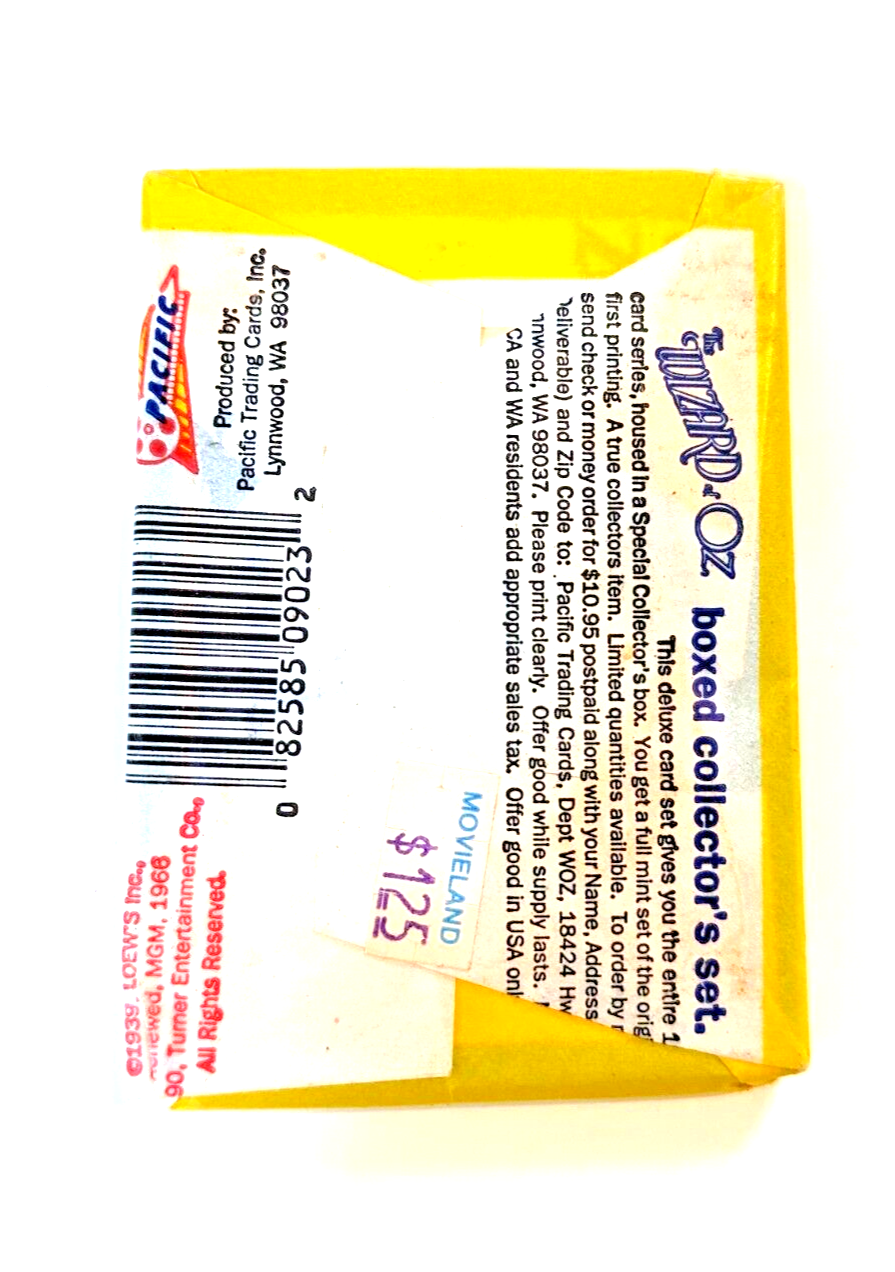 The WIZARD of OZ boxed collector's set.
This deluxe card set gives you the entire 1
card series, housed in a Special Collector's box. You get a full mint set of the orig
first printing. A true collectors item. Limited quantities available. To order by
send check or money order for $10.95 postpaid along with your Name, Address
eliverable) and Zip Code to: Pacific Trading Cards, Dept WOZ, 18424 Hw
nwood, WA 98037. Please print clearly. Offer good while supply lasts.
CA and WA residents add appropriate sales tax. Offer good in USA onl
MOVIELAND
$125
PACIFIC
Produced by:
Pacific Trading Cards, Inc.
Lynnwood, WA 98037
0 82585 09023 2
©1939, LOEW'S Inc.,
enewed, MGM, 1966
90, Turner Entertainment Co.,
All Rights Reserved.